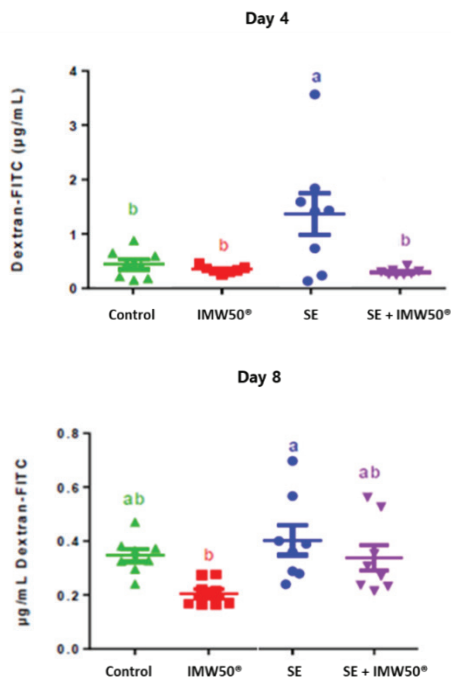 Day 4
Dextran-FITC (µg/mL)
4
3
2
1
0
a
b
b
b
Control IMW50® SE SE + IMW50®
Day 8
µg/mL Dextran-FITC
0.8
0.6
0.4
0.2
0.0
a
ab
ab
b
Control IMW50® SE SE + IMW50®